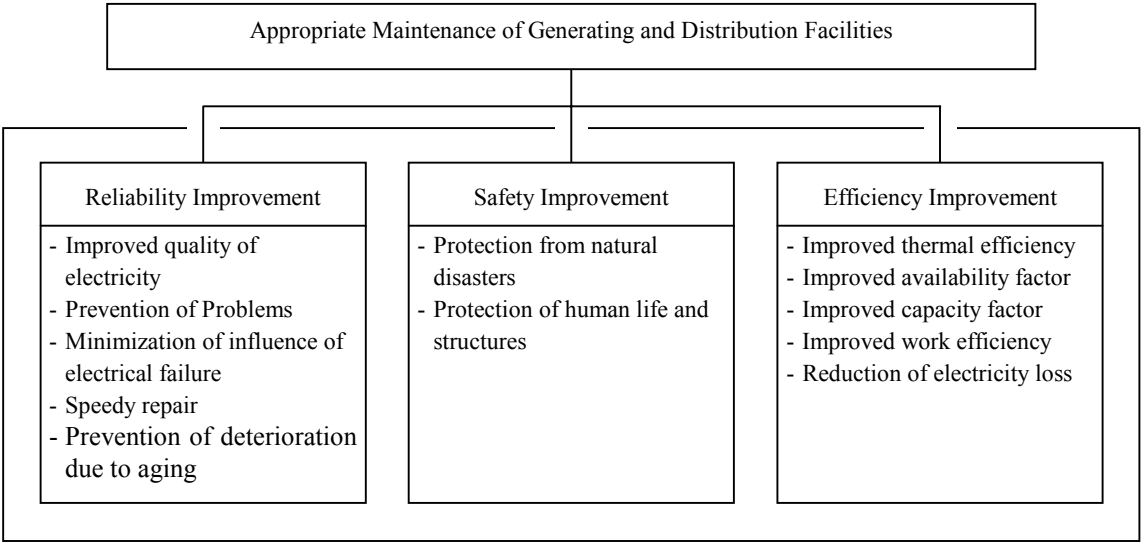 Appropriate Maintenance of Generating and Distribution Facilities
Reliability Improvement
- Improved quality of
electricity
- Prevention of Problems
- Minimization of influence of
electrical failure
- Speedy repair
- Prevention of deterioration
due to aging
Safety Improvement
- Protection from natural
disasters
- Protection of human life and
structures
Efficiency Improvement
- Improved thermal efficiency
- Improved availability factor
- Improved capacity factor
- Improved work efficiency
- Reduction of electricity loss